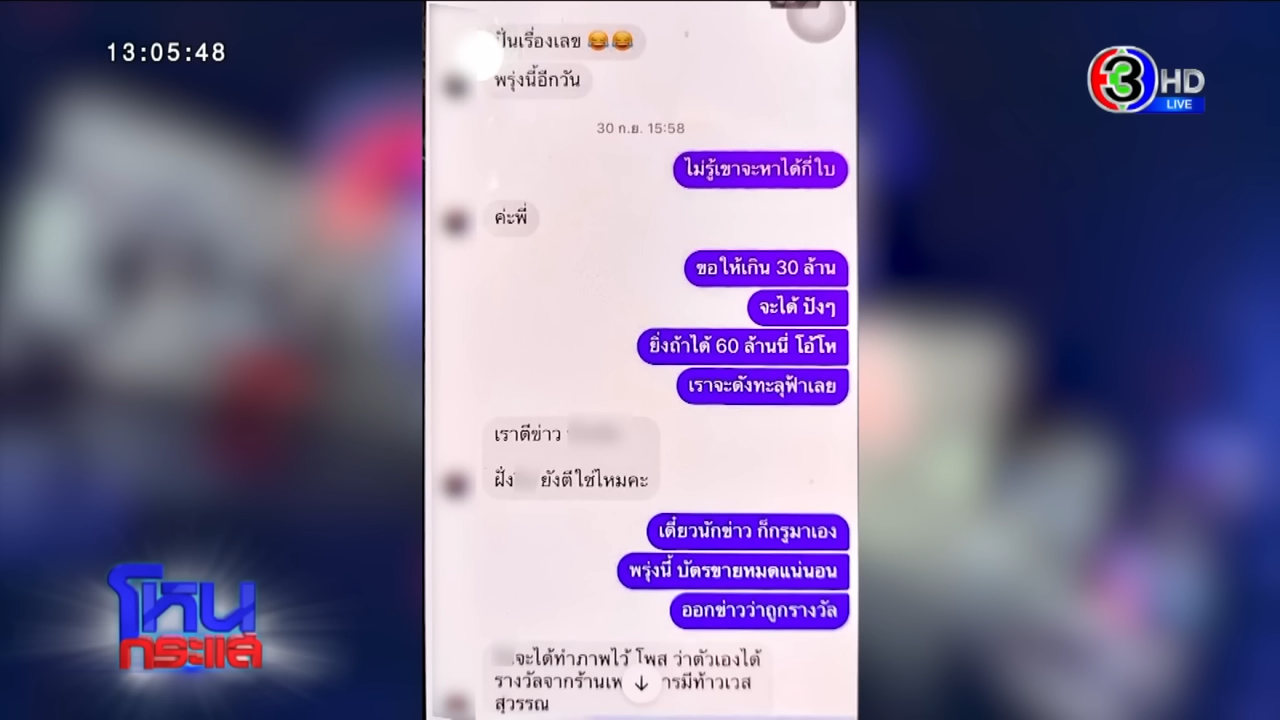 13:05:48
3 HD
LIVE
ปั่นเรื่องเลข 😂😂
พรุ่งนี้อีกวัน
30 ก.ย. 15:58
ไม่รู้เขาจะหาได้กี่ใบ
ค่ะพี่
ขอให้เกิน 30 ล้าน
จะได้ ปังๆ
ยิ่งถ้าได้ 60 ล้านนี่ โอ้โห
เราจะดังทะลุฟ้าเลย
เราตีข่าว
ฝั่ง ยังตีใช่ไหมคะ
เดี๋ยวนักข่าว ก็กรูมาเอง
พรุ่งนี้ บัตรขายหมดแน่นอน
ออกข่าวว่าถูกรางวัล
จะได้ทำภาพไว้ โพส ว่าตัวเองได้
รางวัลจากร้าน มีท้าวเวส
สุวรรณ
โหนกระแส